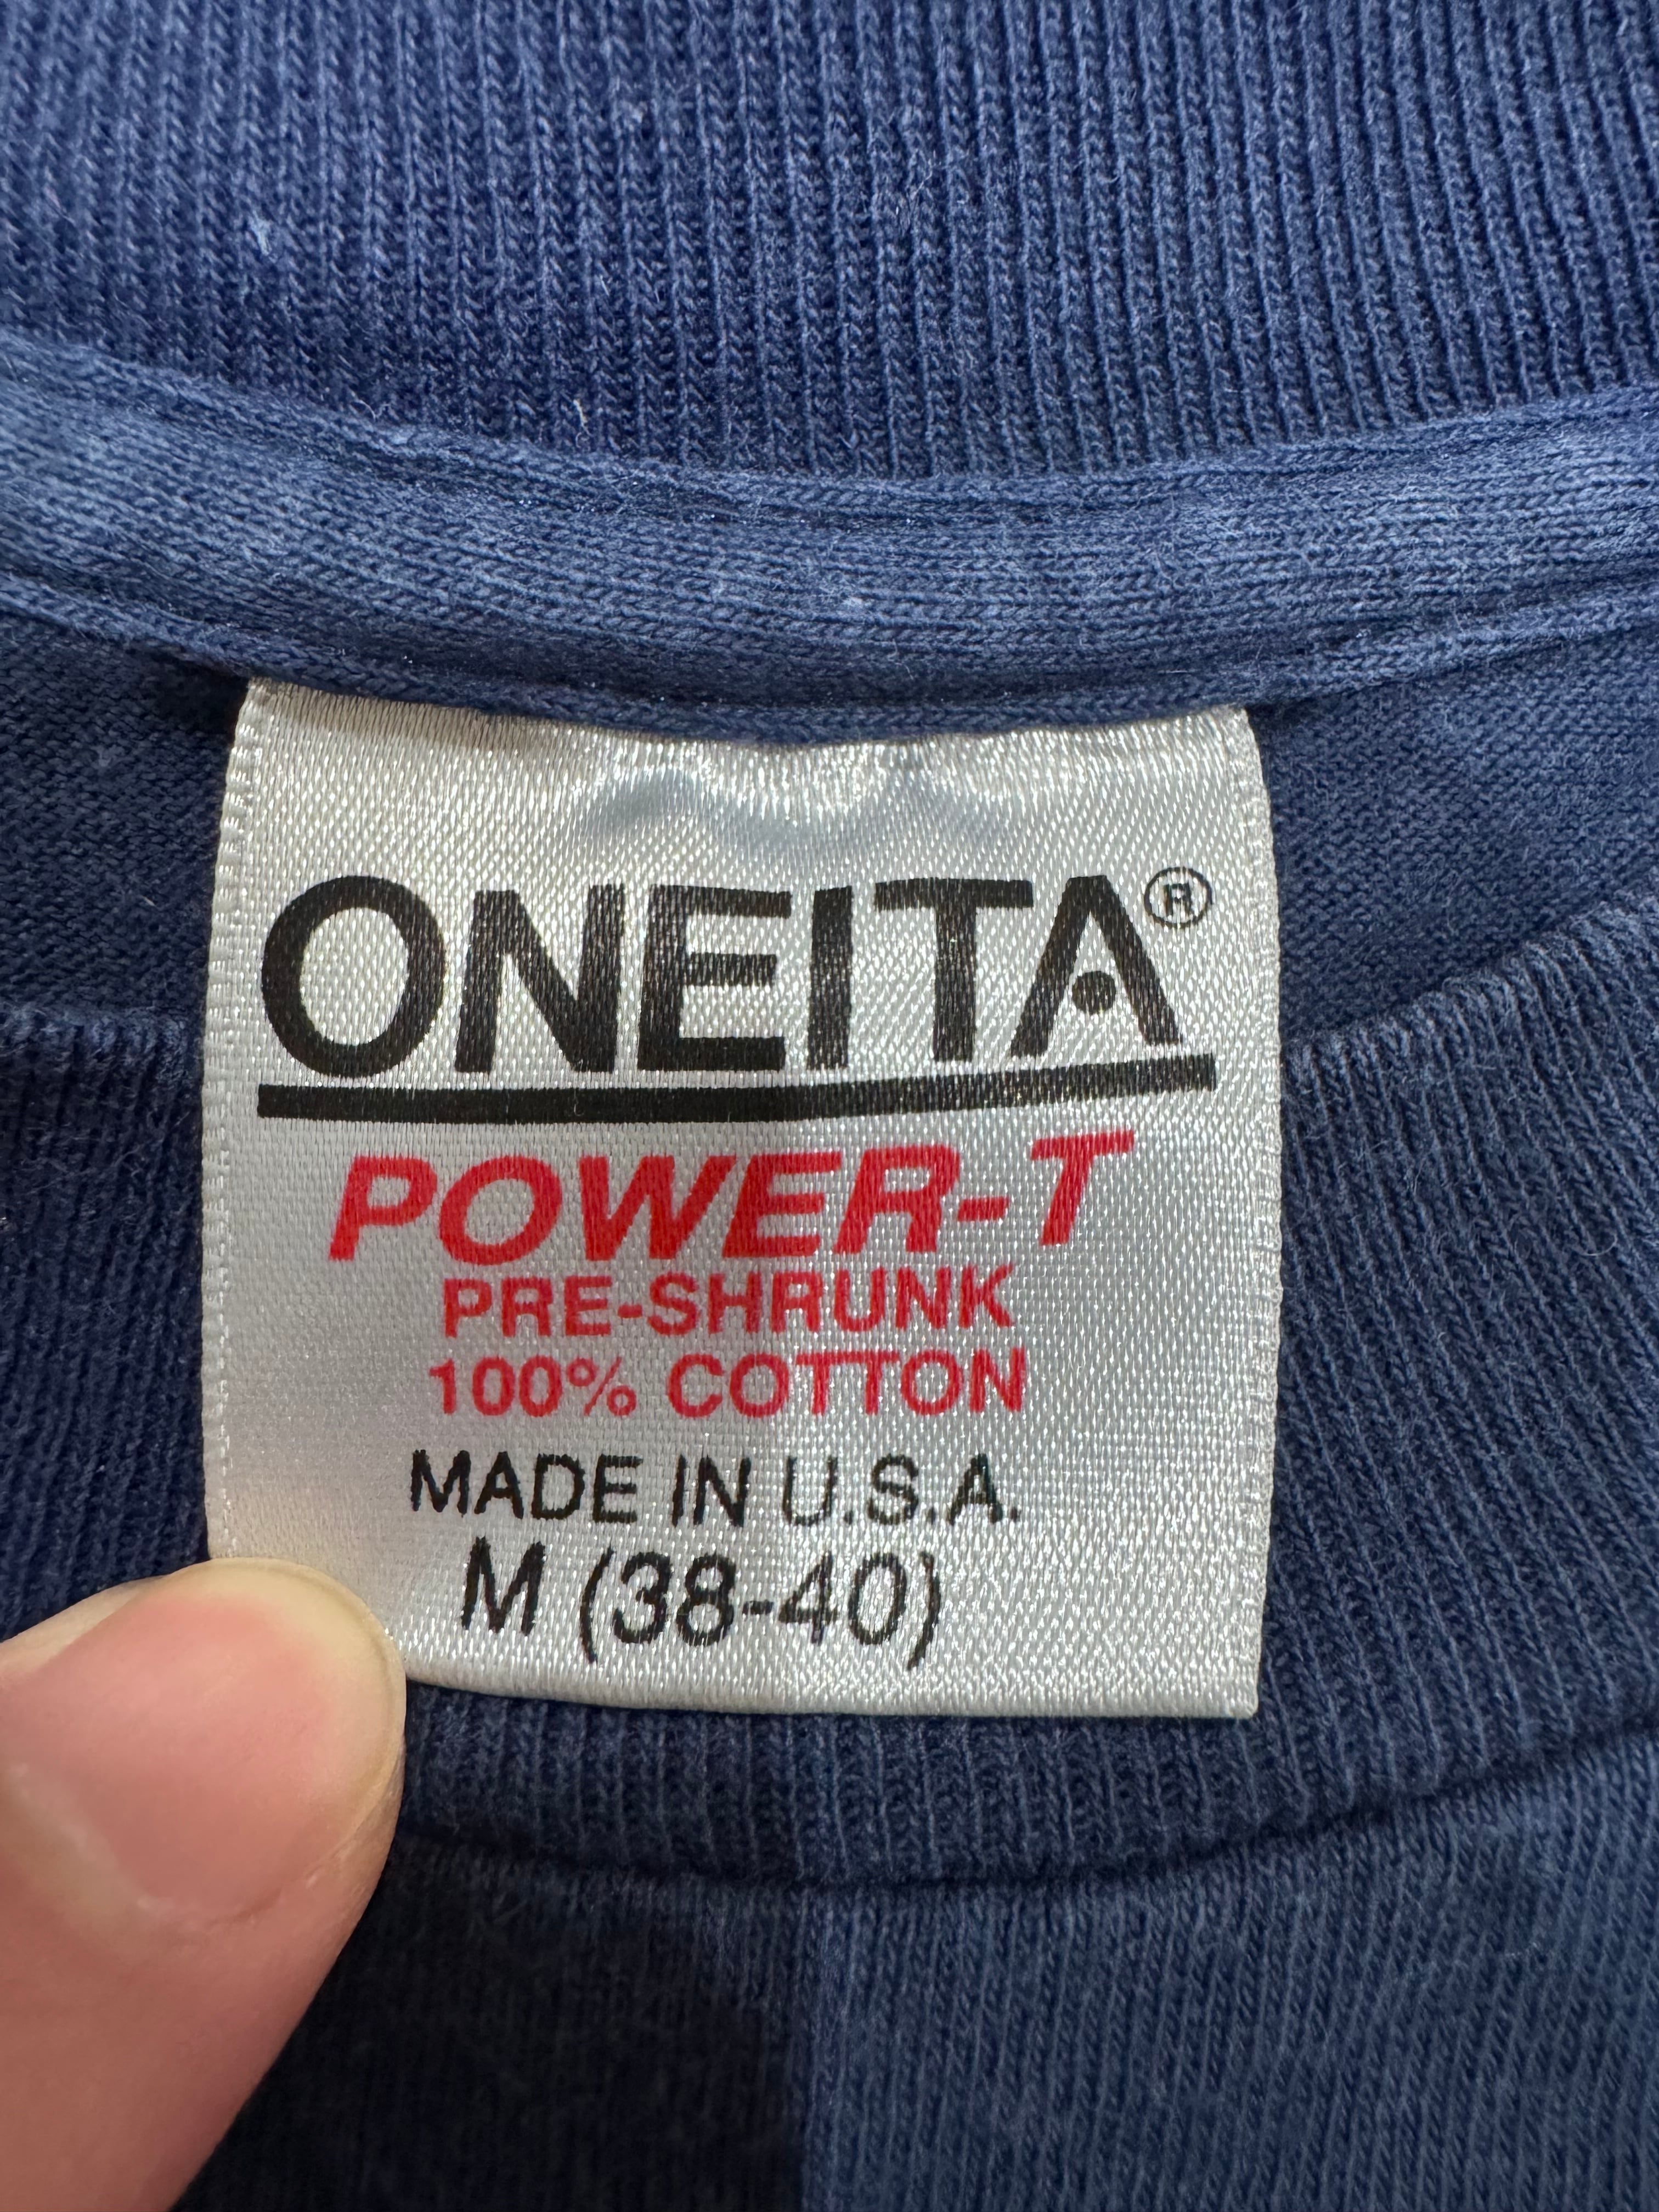 ONEITA®
POWER-T
PRE-SHRUNK
100% COTTON
MADE IN U.S.A.
M (38-40)